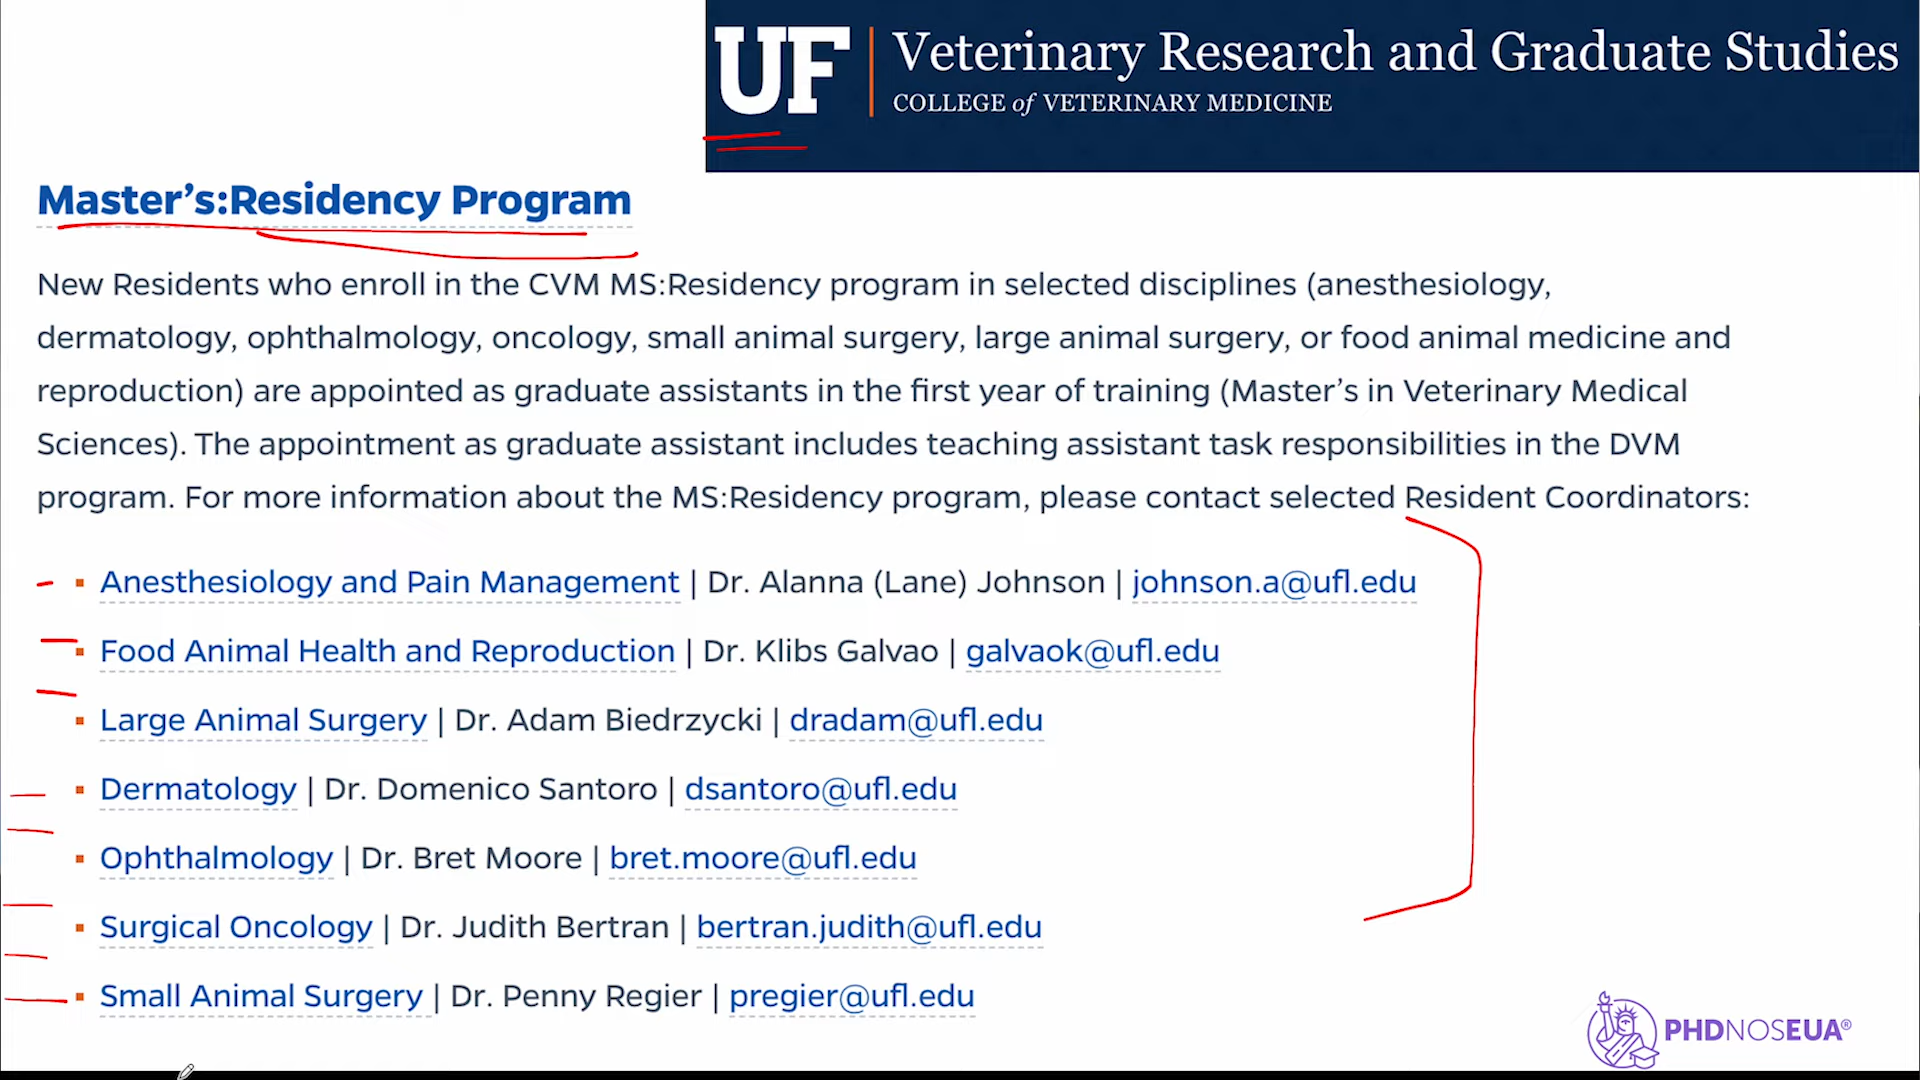 UF
Veterinary Research and Graduate Studies
COLLEGE of VETERINARY MEDICINE
Master’s:Residency Program
New Residents who enroll in the CVM MS:Residency program in selected disciplines (anesthesiology,
dermatology, ophthalmology, oncology, small animal surgery, large animal surgery, or food animal medicine and
reproduction) are appointed as graduate assistants in the first year of training (Master’s in Veterinary Medical
Sciences). The appointment as graduate assistant includes teaching assistant task responsibilities in the DVM
program. For more information about the MS:Residency program, please contact selected Resident Coordinators:
▪ Anesthesiology and Pain Management | Dr. Alanna (Lane) Johnson | johnson.a@ufl.edu
▪ Food Animal Health and Reproduction | Dr. Klibs Galvao | galvaok@ufl.edu
▪ Large Animal Surgery | Dr. Adam Biedrzycki | dradam@ufl.edu
▪ Dermatology | Dr. Domenico Santoro | dsantoro@ufl.edu
▪ Ophthalmology | Dr. Bret Moore | bret.moore@ufl.edu
▪ Surgical Oncology | Dr. Judith Bertran | bertran.judith@ufl.edu
▪ Small Animal Surgery | Dr. Penny Regier | pregier@ufl.edu
PHDNOSEUA®